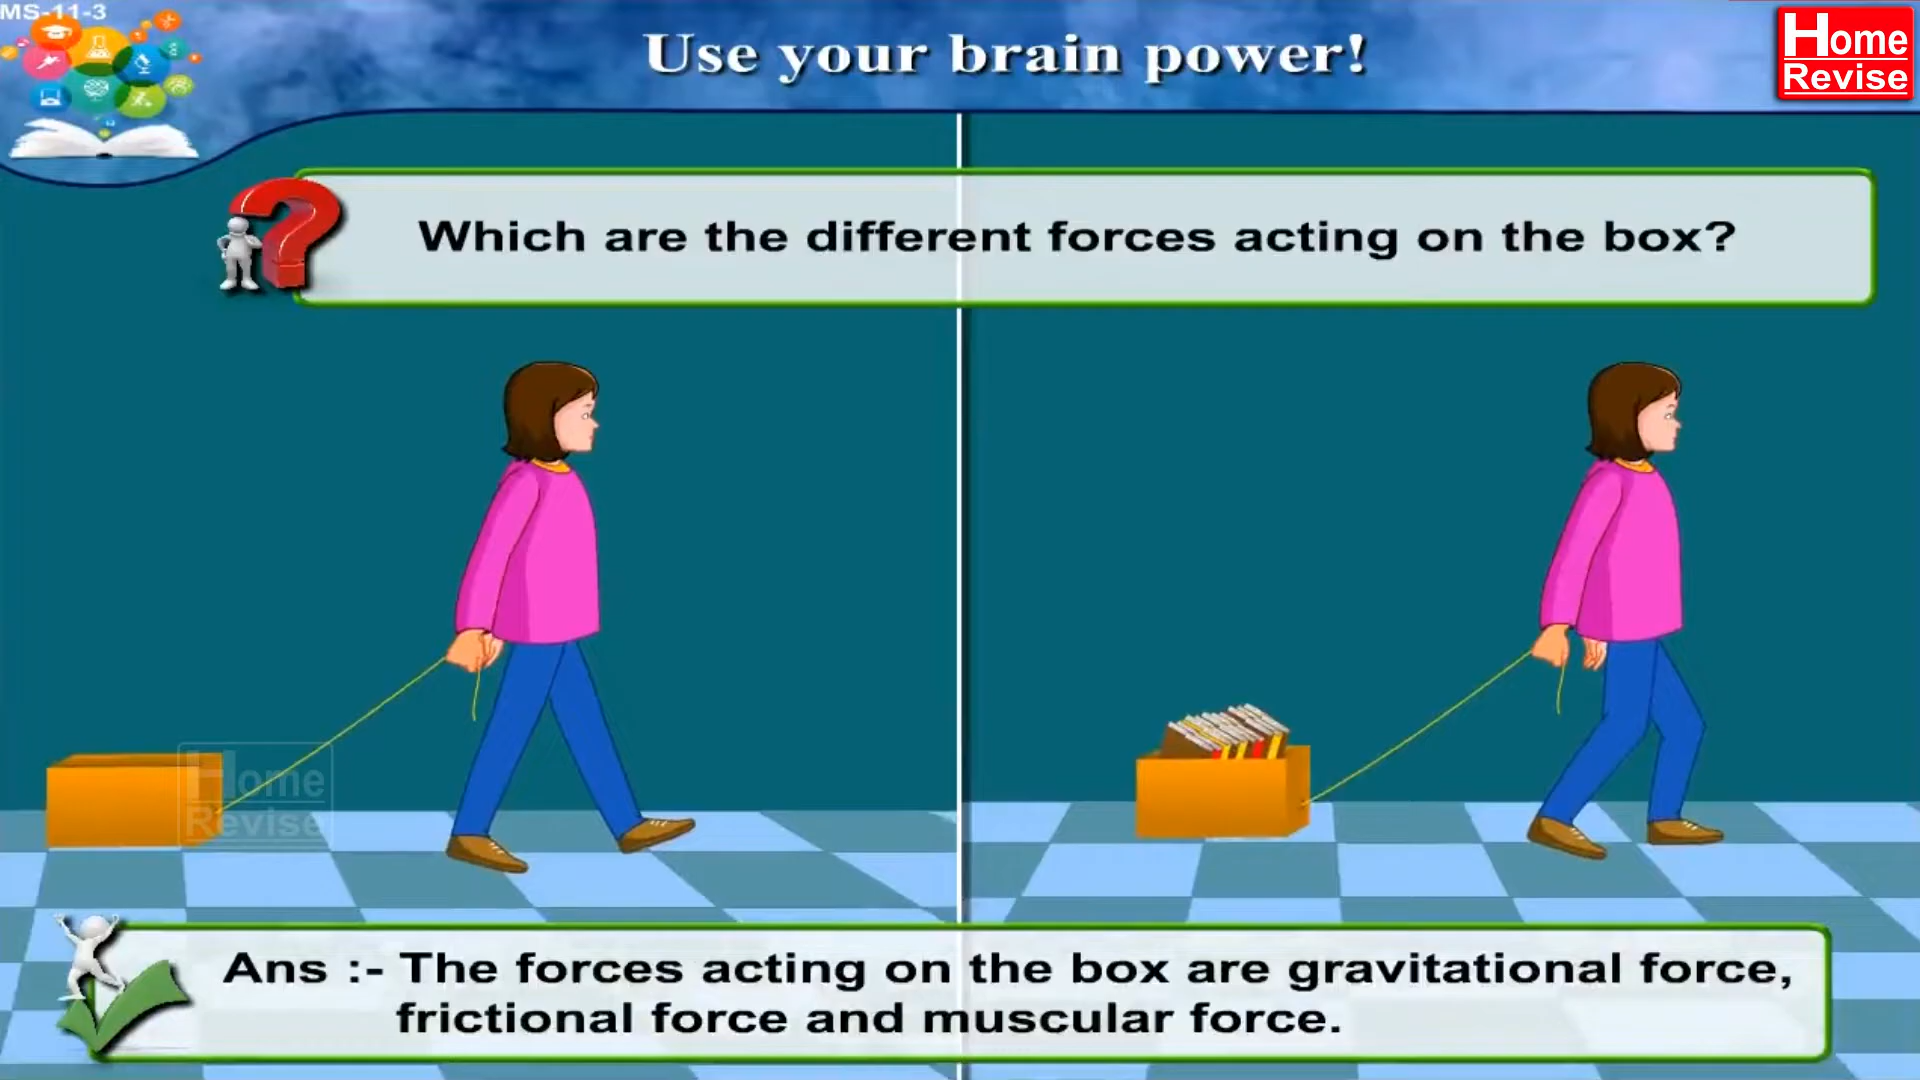 MS-11-3
Use your brain power!
Home
Revise
Which are the different forces acting on the box?
Home
Revise
Ans :- The forces acting on the box are gravitational force,
frictional force and muscular force.